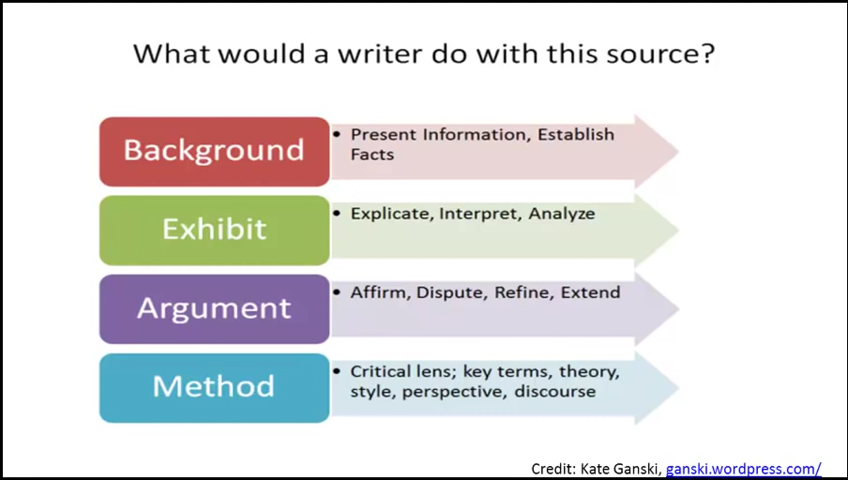 What would a writer do with this source?
Background
• Present Information, Establish
Facts
Exhibit
• Explicate, Interpret, Analyze
Argument
• Affirm, Dispute, Refine, Extend
Method
• Critical lens; key terms, theory,
style, perspective, discourse
Credit: Kate Ganski, ganski.wordpress.com/